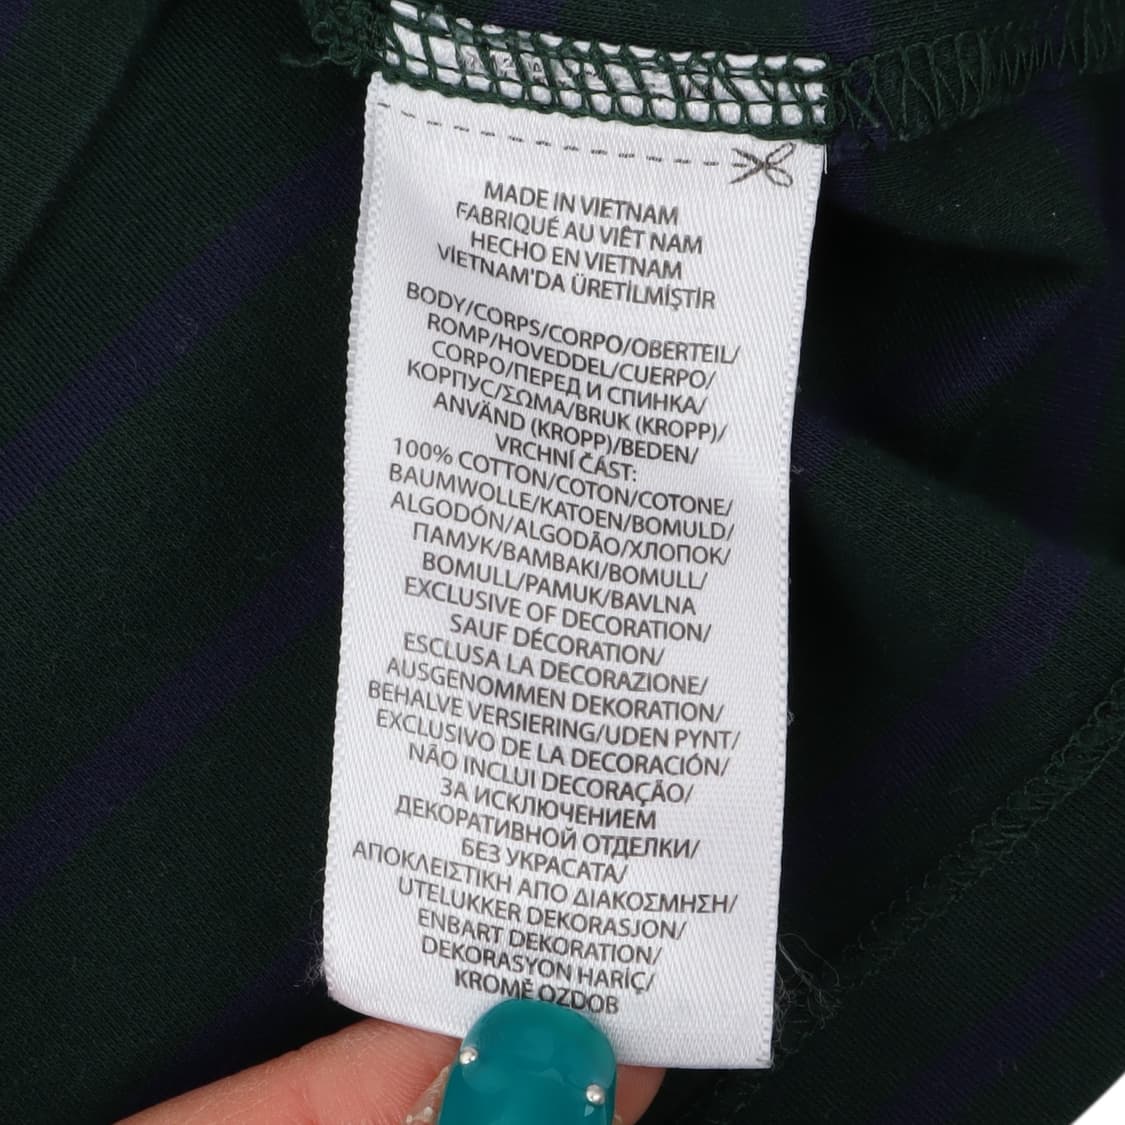 MADE IN VIETNAM
FABRIQUÉ AU VIÊT NAM
HECHO EN VIETNAM
VİETNAM'DA ÜRETİLMİŞTİR
BODY/CORPS/CORPO/OBERTEIL/
ROMP/HOVEDDEL/CUERPO/
CORPO/ПЕРЕД И СПИНКА/
КОРПУС/ΣΩΜΑ/BRUK (KROPP)/
ANVÄND (KROPP)/BEDEN/
VRCHNÍ ČÁST:
100% COTTON/COTON/COTONE/
BAUMWOLLE/KATOEN/BOMULD/
ALGODÓN/ALGODÃO/ХЛОПОК/
ПАМУК/ΒΑΜΒΑΚΙ/BOMULL/
BOMULL/PAMUK/BAVLNA
EXCLUSIVE OF DECORATION/
SAUF DÉCORATION/
ESCLUSA LA DECORAZIONE/
AUSGENOMMEN DEKORATION/
BEHALVE VERSIERING/UDEN PYNT/
EXCLUSIVO DE LA DECORACIÓN/
NÃO INCLUI DECORAÇÃO/
ЗА ИСКЛЮЧЕНИЕМ
ДЕКОРАТИВНОЙ ОТДЕЛКИ/
БЕЗ УКРАСАТА/
ΑΠΟΚΛΕΙΣΤΙΚΗ ΑΠΟ ΔΙΑΚΟΣΜΗΣΗ/
UTELUKKER DEKORASJON/
ENBART DEKORATION/
DEKORASYON HARİÇ/
KROMĚ OZDOB